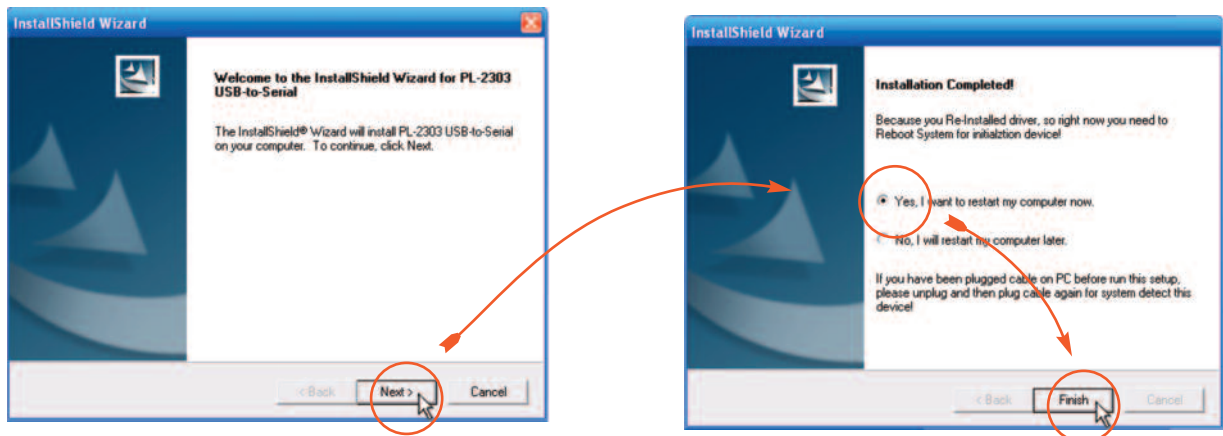 InstallShield Wizard
Welcome to the InstallShield Wizard for PL-2303
USB-to-Serial
The InstallShield® Wizard will install PL-2303 USB-to-Serial
on your computer. To continue, click Next.
< Back
Next >
Cancel
InstallShield Wizard
Installation Completed!
Because you Re-Installed driver, so right now you need to
Reboot System for initialztion device!
Yes, I want to restart my computer now.
No, I will restart my computer later.
If you have been plugged cable on PC before run this setup,
please unplug and then plug cable again for system detect this
device!
< Back
Finish
Cancel